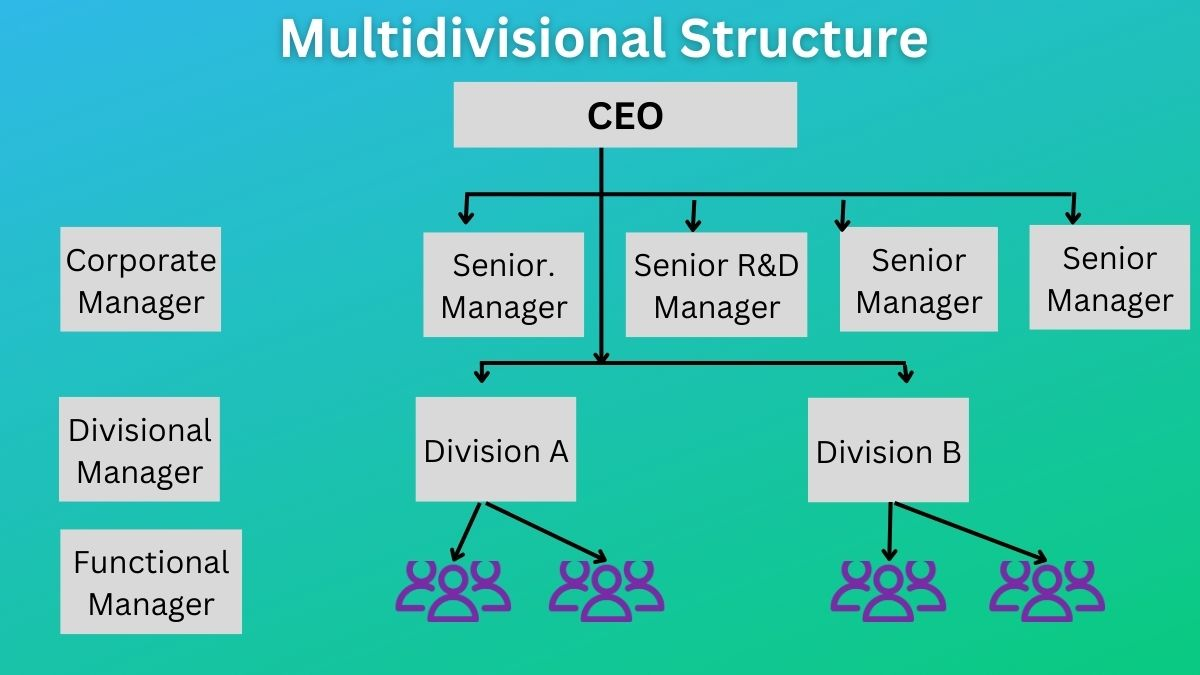 Multidivisional Structure
CEO
Corporate
Manager
Senior.
Manager
Senior R&D
Manager
Senior
Manager
Senior
Manager
Divisional
Manager
Division A
Division B
Functional
Manager